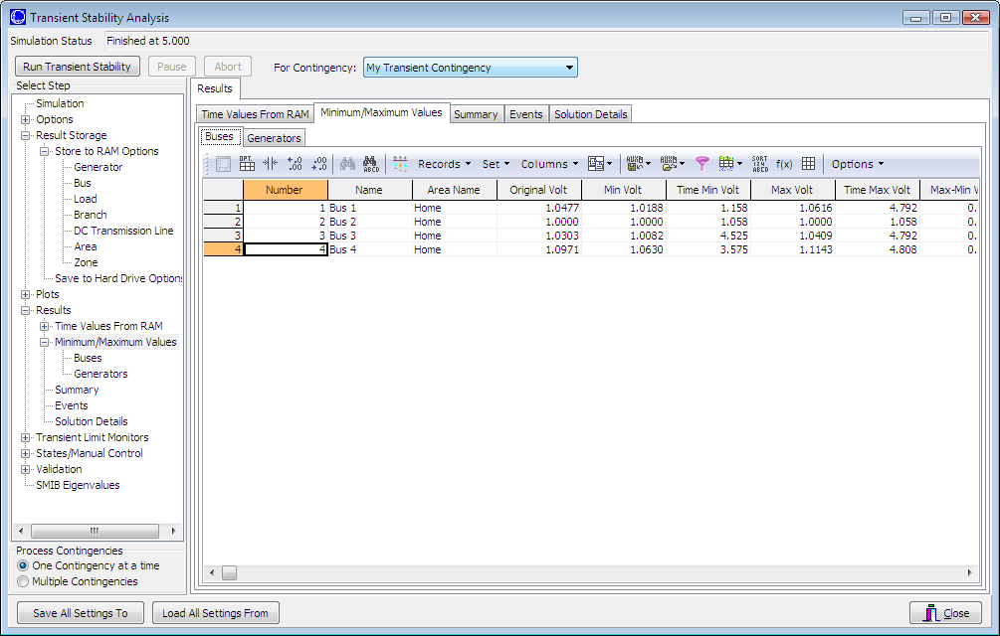 Transient Stability Analysis
Simulation Status Finished at 5.000
Run Transient Stability Pause Abort For Contingency: My Transient Contingency
Select Step
Simulation
Options
Result Storage
Store to RAM Options
Generator
Bus
Load
Branch
DC Transmission Line
Area
Zone
Save to Hard Drive Options
Plots
Results
Time Values From RAM
Minimum/Maximum Values
Buses
Generators
Summary
Events
Solution Details
Transient Limit Monitors
States/Manual Control
Validation
SMIB Eigenvalues
Process Contingencies
One Contingency at a time
Multiple Contingencies
Results
Time Values From RAM Minimum/Maximum Values Summary Events Solution Details
Buses Generators
Records Set Columns f(x) Options
Number Name Area Name Original Volt Min Volt Time Min Volt Max Volt Time Max Volt Max-Min V
1 1 Bus 1 Home 1.0477 1.0188 1.158 1.0616 4.792 0.
2 2 Bus 2 Home 1.0000 1.0000 1.058 1.0000 1.058 0.
3 3 Bus 3 Home 1.0303 1.0082 4.525 1.0409 4.792 0.
4 4 Bus 4 Home 1.0971 1.0630 3.575 1.1143 4.808 0.
Save All Settings To Load All Settings From Close